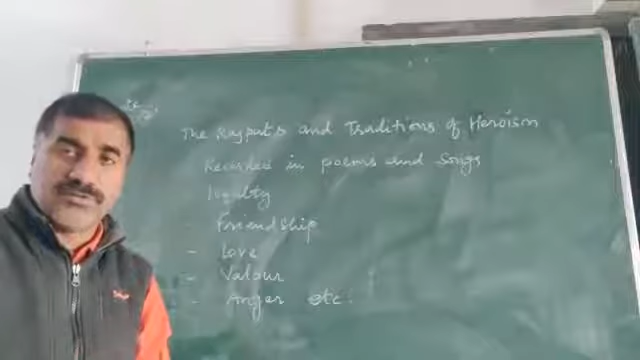 The Rajputs and Traditions of Heroism
Recorded in poems and songs
loyalty
- Friendship
- Love
- Valour
- Anger etc.